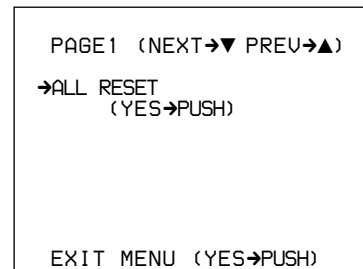 PAGE1 (NEXT➔▼ PREV➔▲)
➔ALL RESET
(YES➔PUSH)
EXIT MENU (YES➔PUSH)